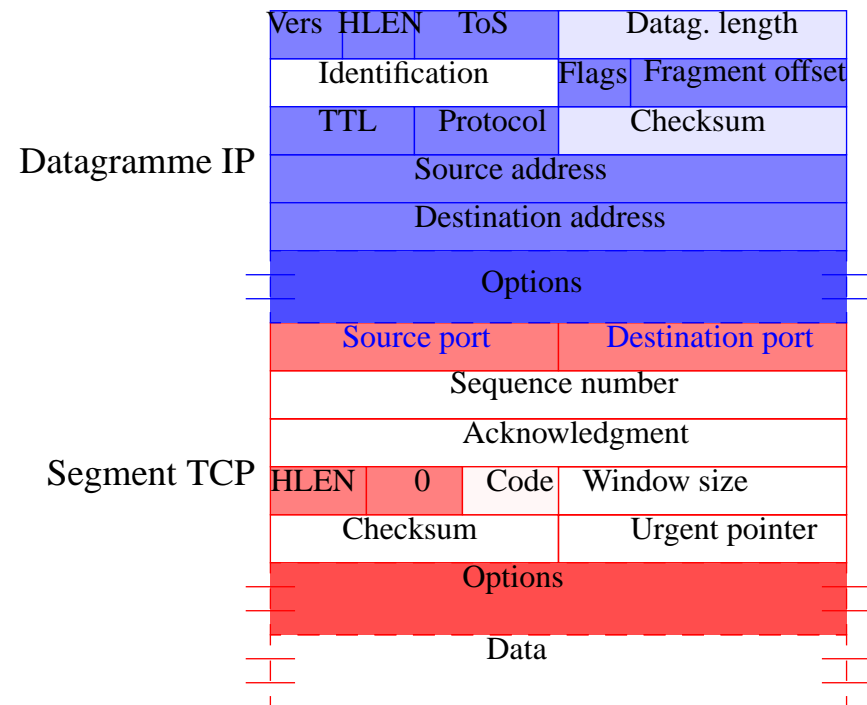 Vers HLEN ToS Datag. length
Identification Flags Fragment offset
TTL Protocol Checksum
Datagramme IP
Source address
Destination address
Options
Source port Destination port
Sequence number
Acknowledgment
Segment TCP
HLEN 0 Code Window size
Checksum Urgent pointer
Options
Data